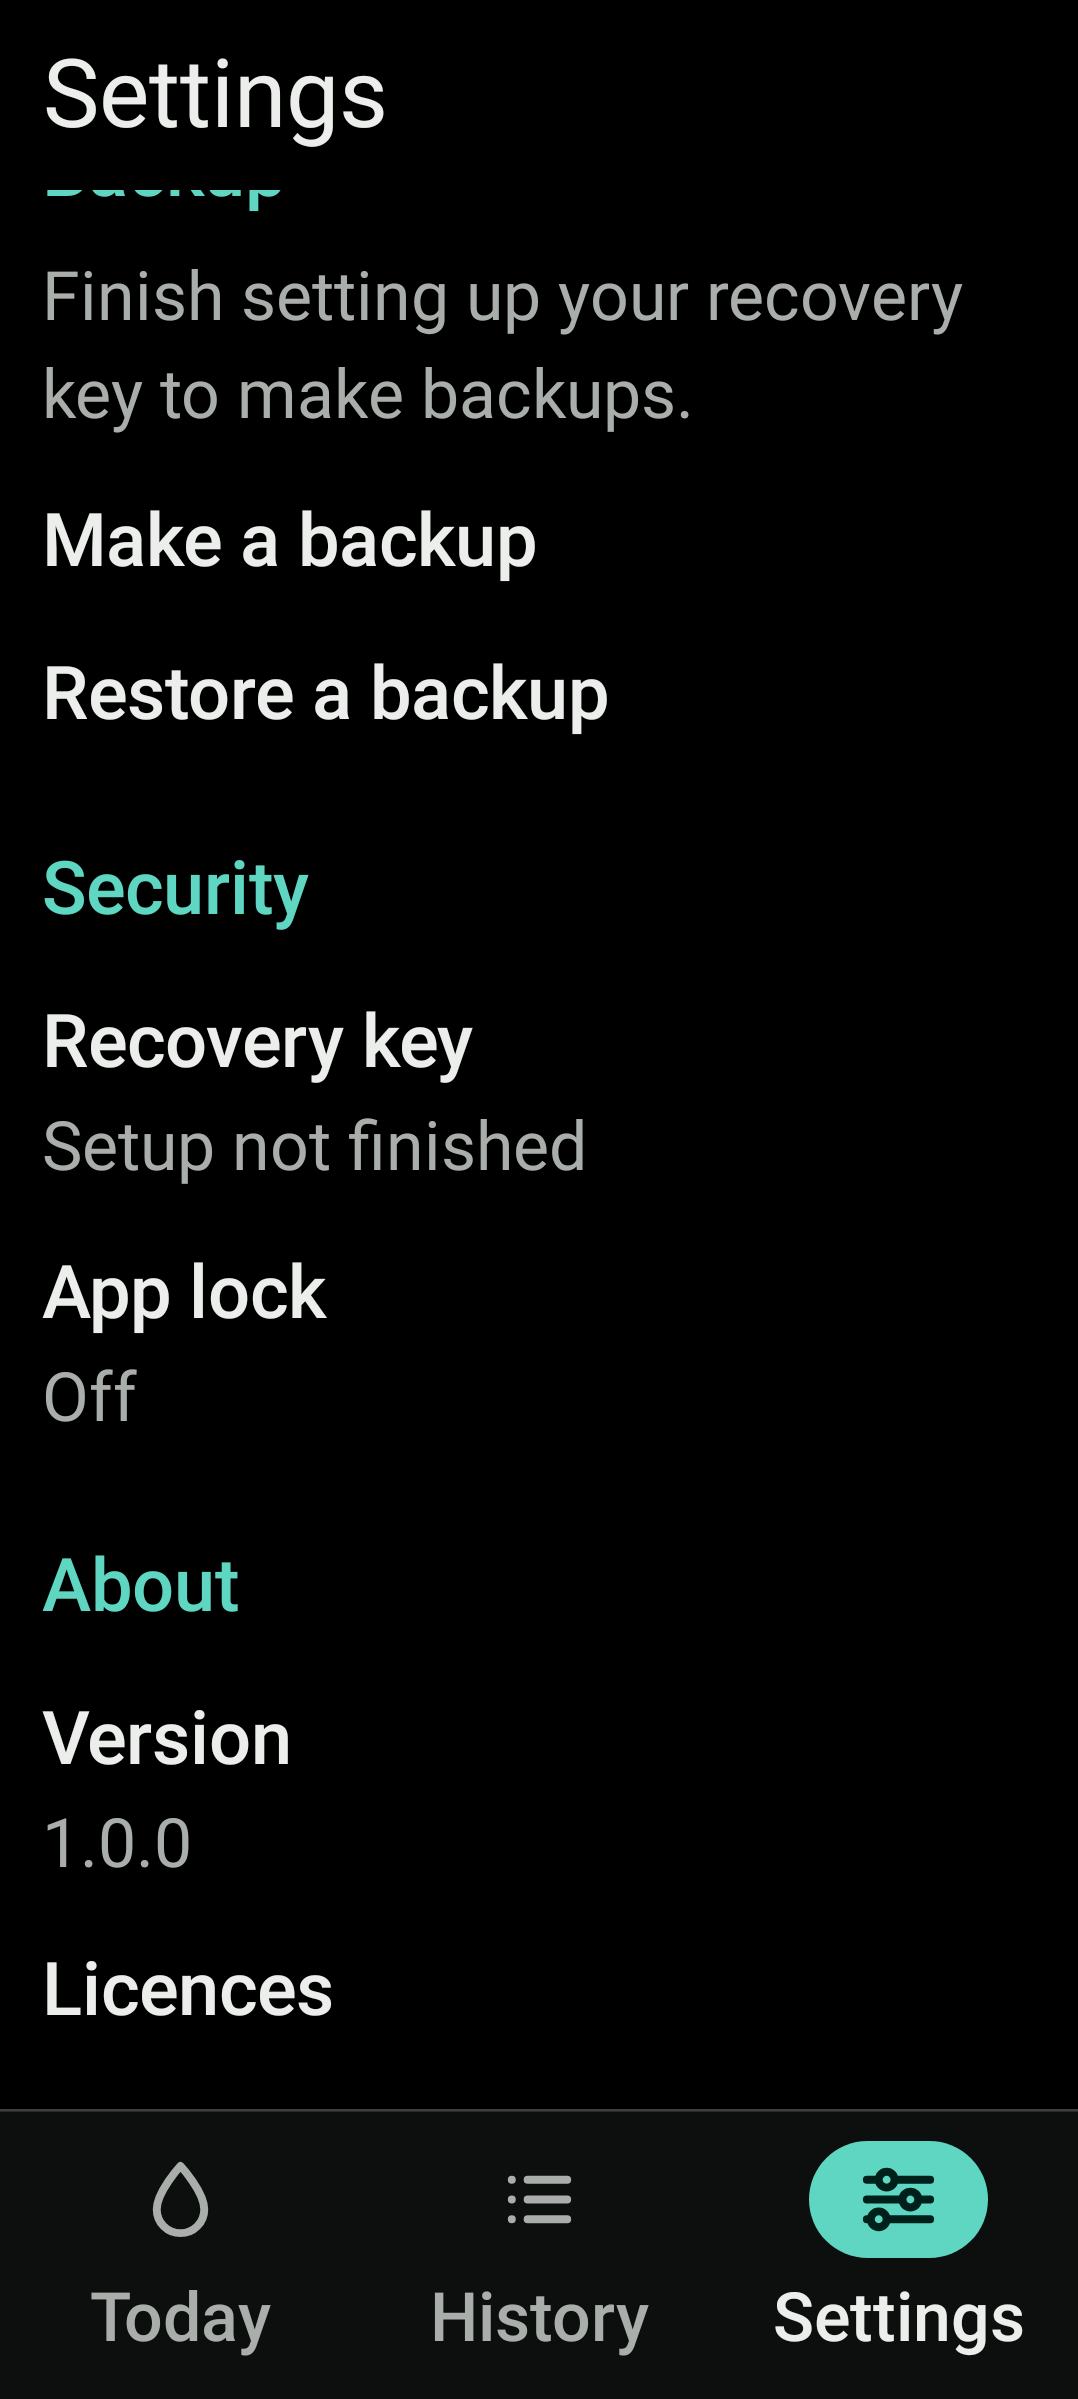 Settings
Backup
Finish setting up your recovery
key to make backups.
Make a backup
Restore a backup
Security
Recovery key
Setup not finished
App lock
Off
About
Version
1.0.0
Licences
Today
History
Settings